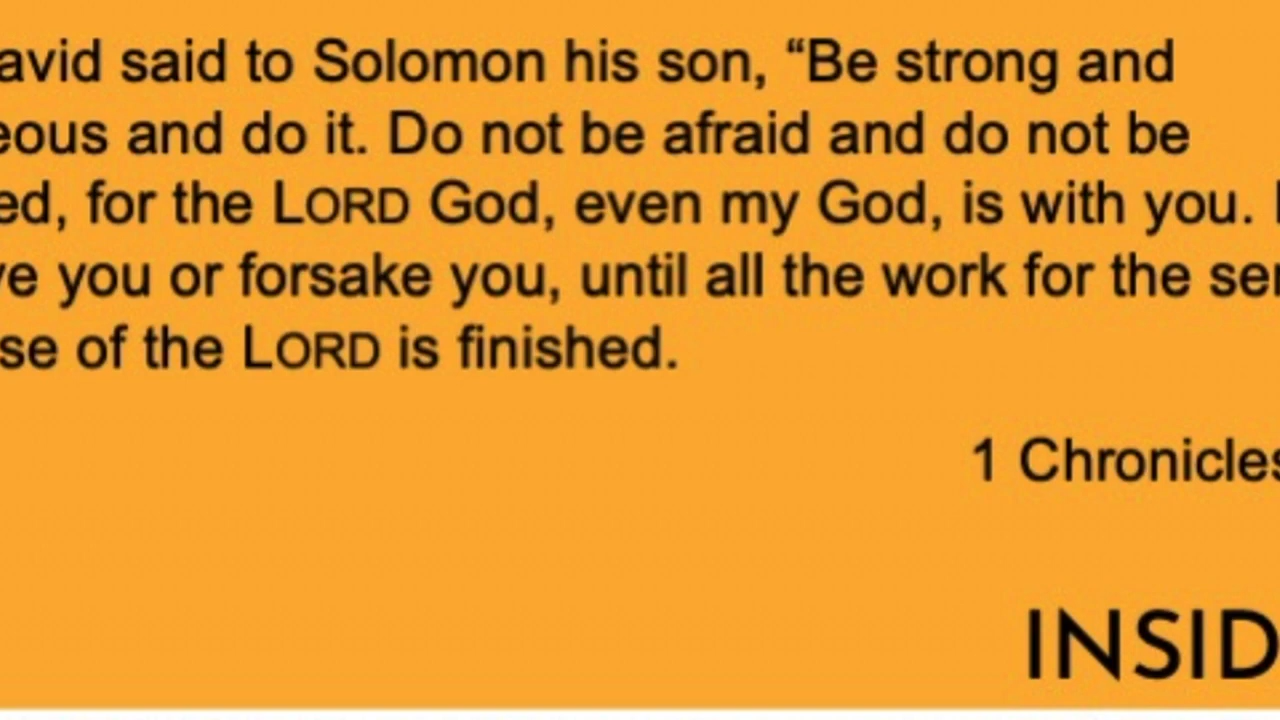 avid said to Solomon his son, “Be strong and
eous and do it. Do not be afraid and do not be
ed, for the LORD God, even my God, is with you.
ve you or forsake you, until all the work for the ser
se of the LORD is finished.
1 Chronicles
INSID